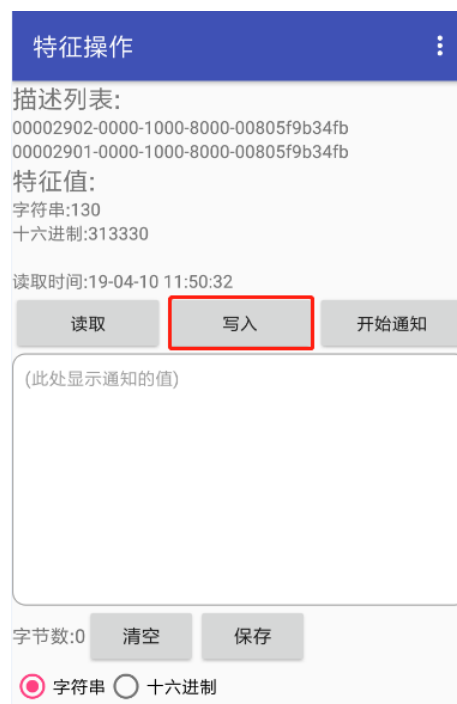 特征操作
描述列表:
00002902-0000-1000-8000-00805f9b34fb
00002901-0000-1000-8000-00805f9b34fb
特征值:
字符串:130
十六进制:313330
读取时间:19-04-10 11:50:32
读取 写入 开始通知
(此处显示通知的值)
字节数:0 清空 保存
字符串 十六进制